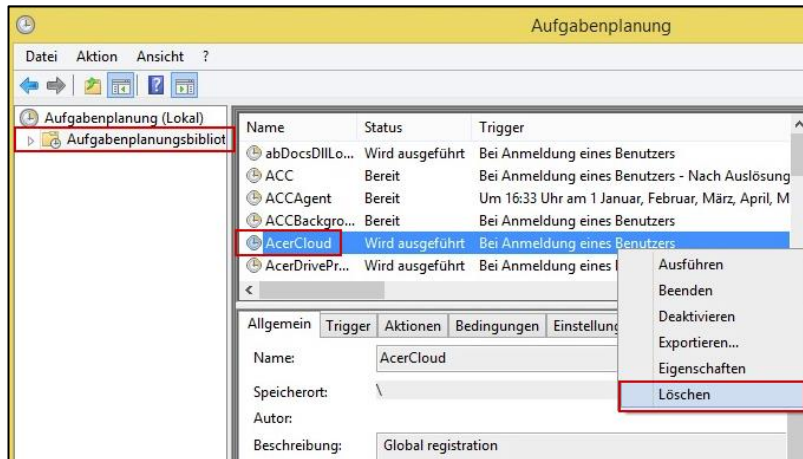 Aufgabenplanung
Datei Aktion Ansicht ?
Aufgabenplanung (Lokal)
Aufgabenplanungsbibliot
Name Status Trigger
abDocsDllLo... Wird ausgeführt Bei Anmeldung eines Benutzers
ACC Bereit Bei Anmeldung eines Benutzers - Nach Auslösung
ACCAgent Bereit Um 16:33 Uhr am 1 Januar, Februar, März, April, M
ACCBackgro... Bereit Bei Anmeldung eines Benutzers
AcerCloud Wird ausgeführt Bei Anmeldung eines Benutzers
AcerDrivePr... Wird ausgeführt Bei Anmeldung eines
Ausführen
Beenden
Deaktivieren
Exportieren...
Eigenschaften
Löschen
Allgemein Trigger Aktionen Bedingungen Einstellung
Name: AcerCloud
Speicherort: \
Autor:
Beschreibung: Global registration